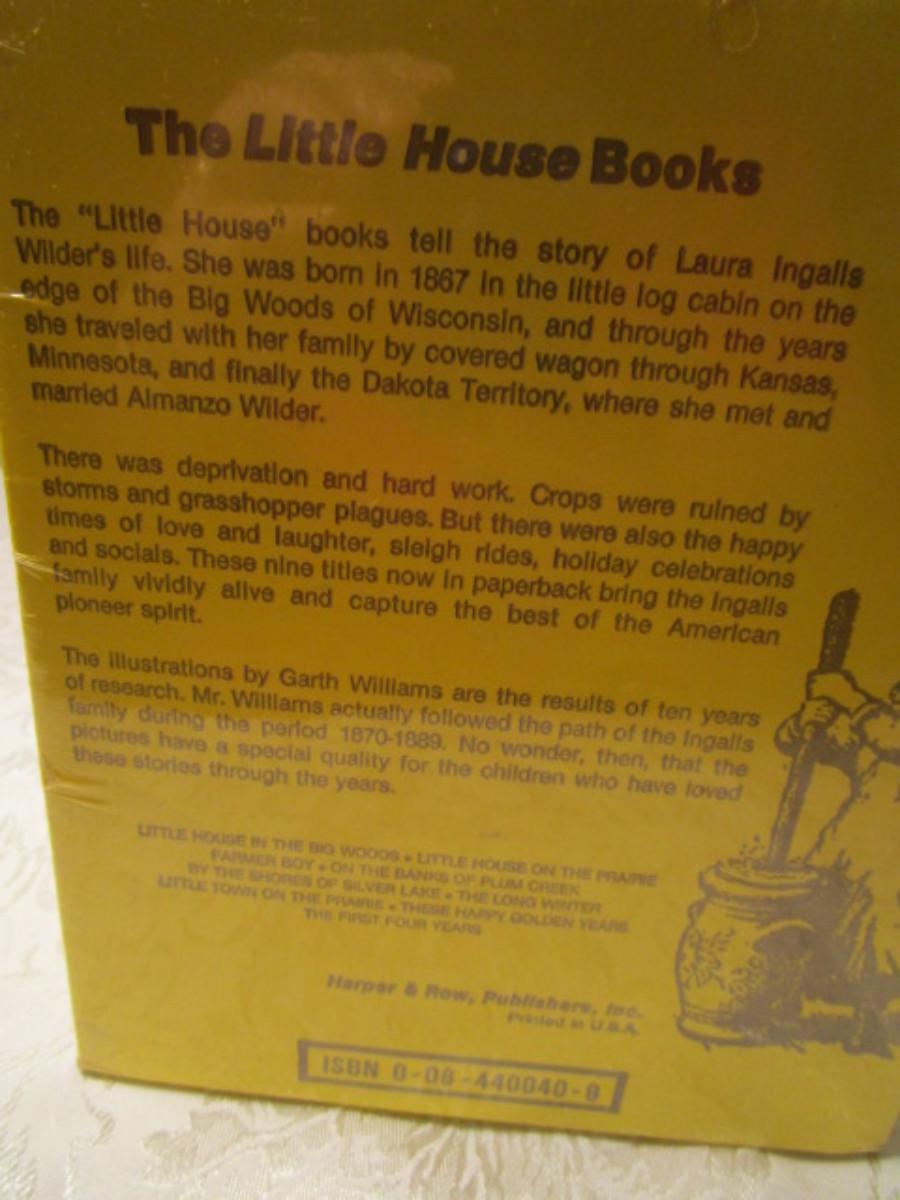 The Little House Books
The "Little House" books tell the story of Laura Ingalls
Wilder's life. She was born in 1867 in the little log cabin on the
edge of the Big Woods of Wisconsin, and through the years
she traveled with her family by covered wagon through Kansas,
Minnesota, and finally the Dakota Territory, where she met and
married Almanzo Wilder.
There was deprivation and hard work. Crops were ruined by
storms and grasshopper plagues. But there were also the happy
times of love and laughter, sleigh rides, holiday celebrations
and socials. These nine titles now in paperback bring the Ingalls
family vividly alive and capture the best of the American
pioneer spirit.
The illustrations by Garth Williams are the results of ten years
of research. Mr. Williams actually followed the path of the Ingalls
family during the period 1870-1889. No wonder, then, that the
pictures have a special quality for the children who have loved
these stories through the years.
LITTLE HOUSE IN THE BIG WOODS • LITTLE HOUSE ON THE PRAIRIE
FARMER BOY • ON THE BANKS OF PLUM CREEK
BY THE SHORES OF SILVER LAKE • THE LONG WINTER
LITTLE TOWN ON THE PRAIRIE • THESE HAPPY GOLDEN YEARS
THE FIRST FOUR YEARS
Harper & Row, Publishers, Inc.
Printed in U.S.A.
ISBN 0-06-440040-8